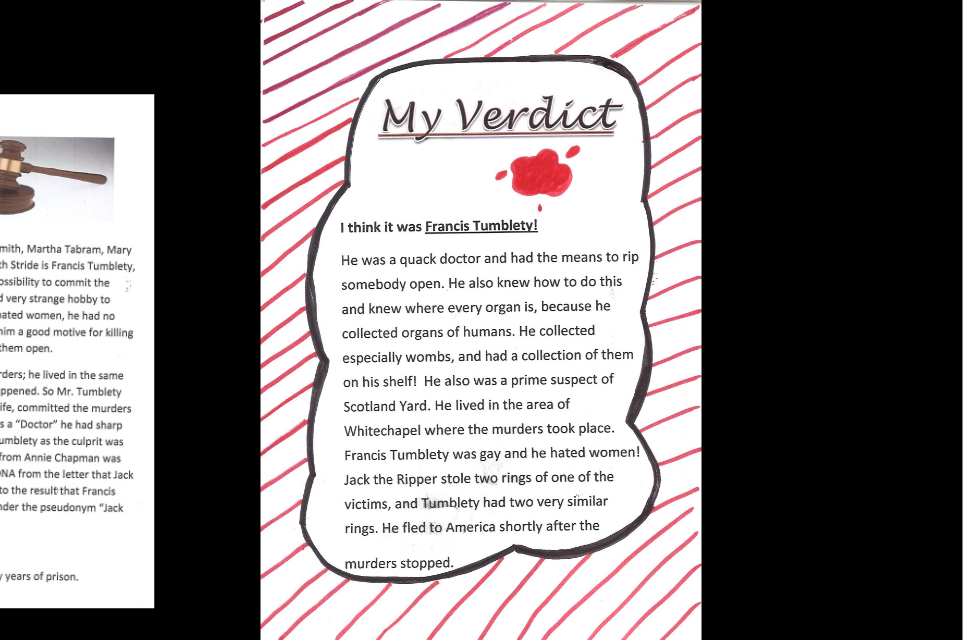 mith, Martha Tabram, Mary
th Stride is Francis Tumblety,
ossibility to commit the
d very strange hobby to
hated women, he had no
him a good motive for killing
them open.
rders; he lived in the same
ppened. So Mr. Tumblety
ife, committed the murders
s a “Doctor” he had sharp
umblety as the culprit was
from Annie Chapman was
DNA from the letter that Jack
to the result that Francis
nder the pseudonym “Jack
y years of prison.
My Verdict
I think it was Francis Tumblety!
He was a quack doctor and had the means to rip
somebody open. He also knew how to do this
and knew where every organ is, because he
collected organs of humans. He collected
especially wombs, and had a collection of them
on his shelf! He also was a prime suspect of
Scotland Yard. He lived in the area of
Whitechapel where the murders took place.
Francis Tumblety was gay and he hated women!
Jack the Ripper stole two rings of one of the
victims, and Tumblety had two very similar
rings. He fled to America shortly after the
murders stopped.